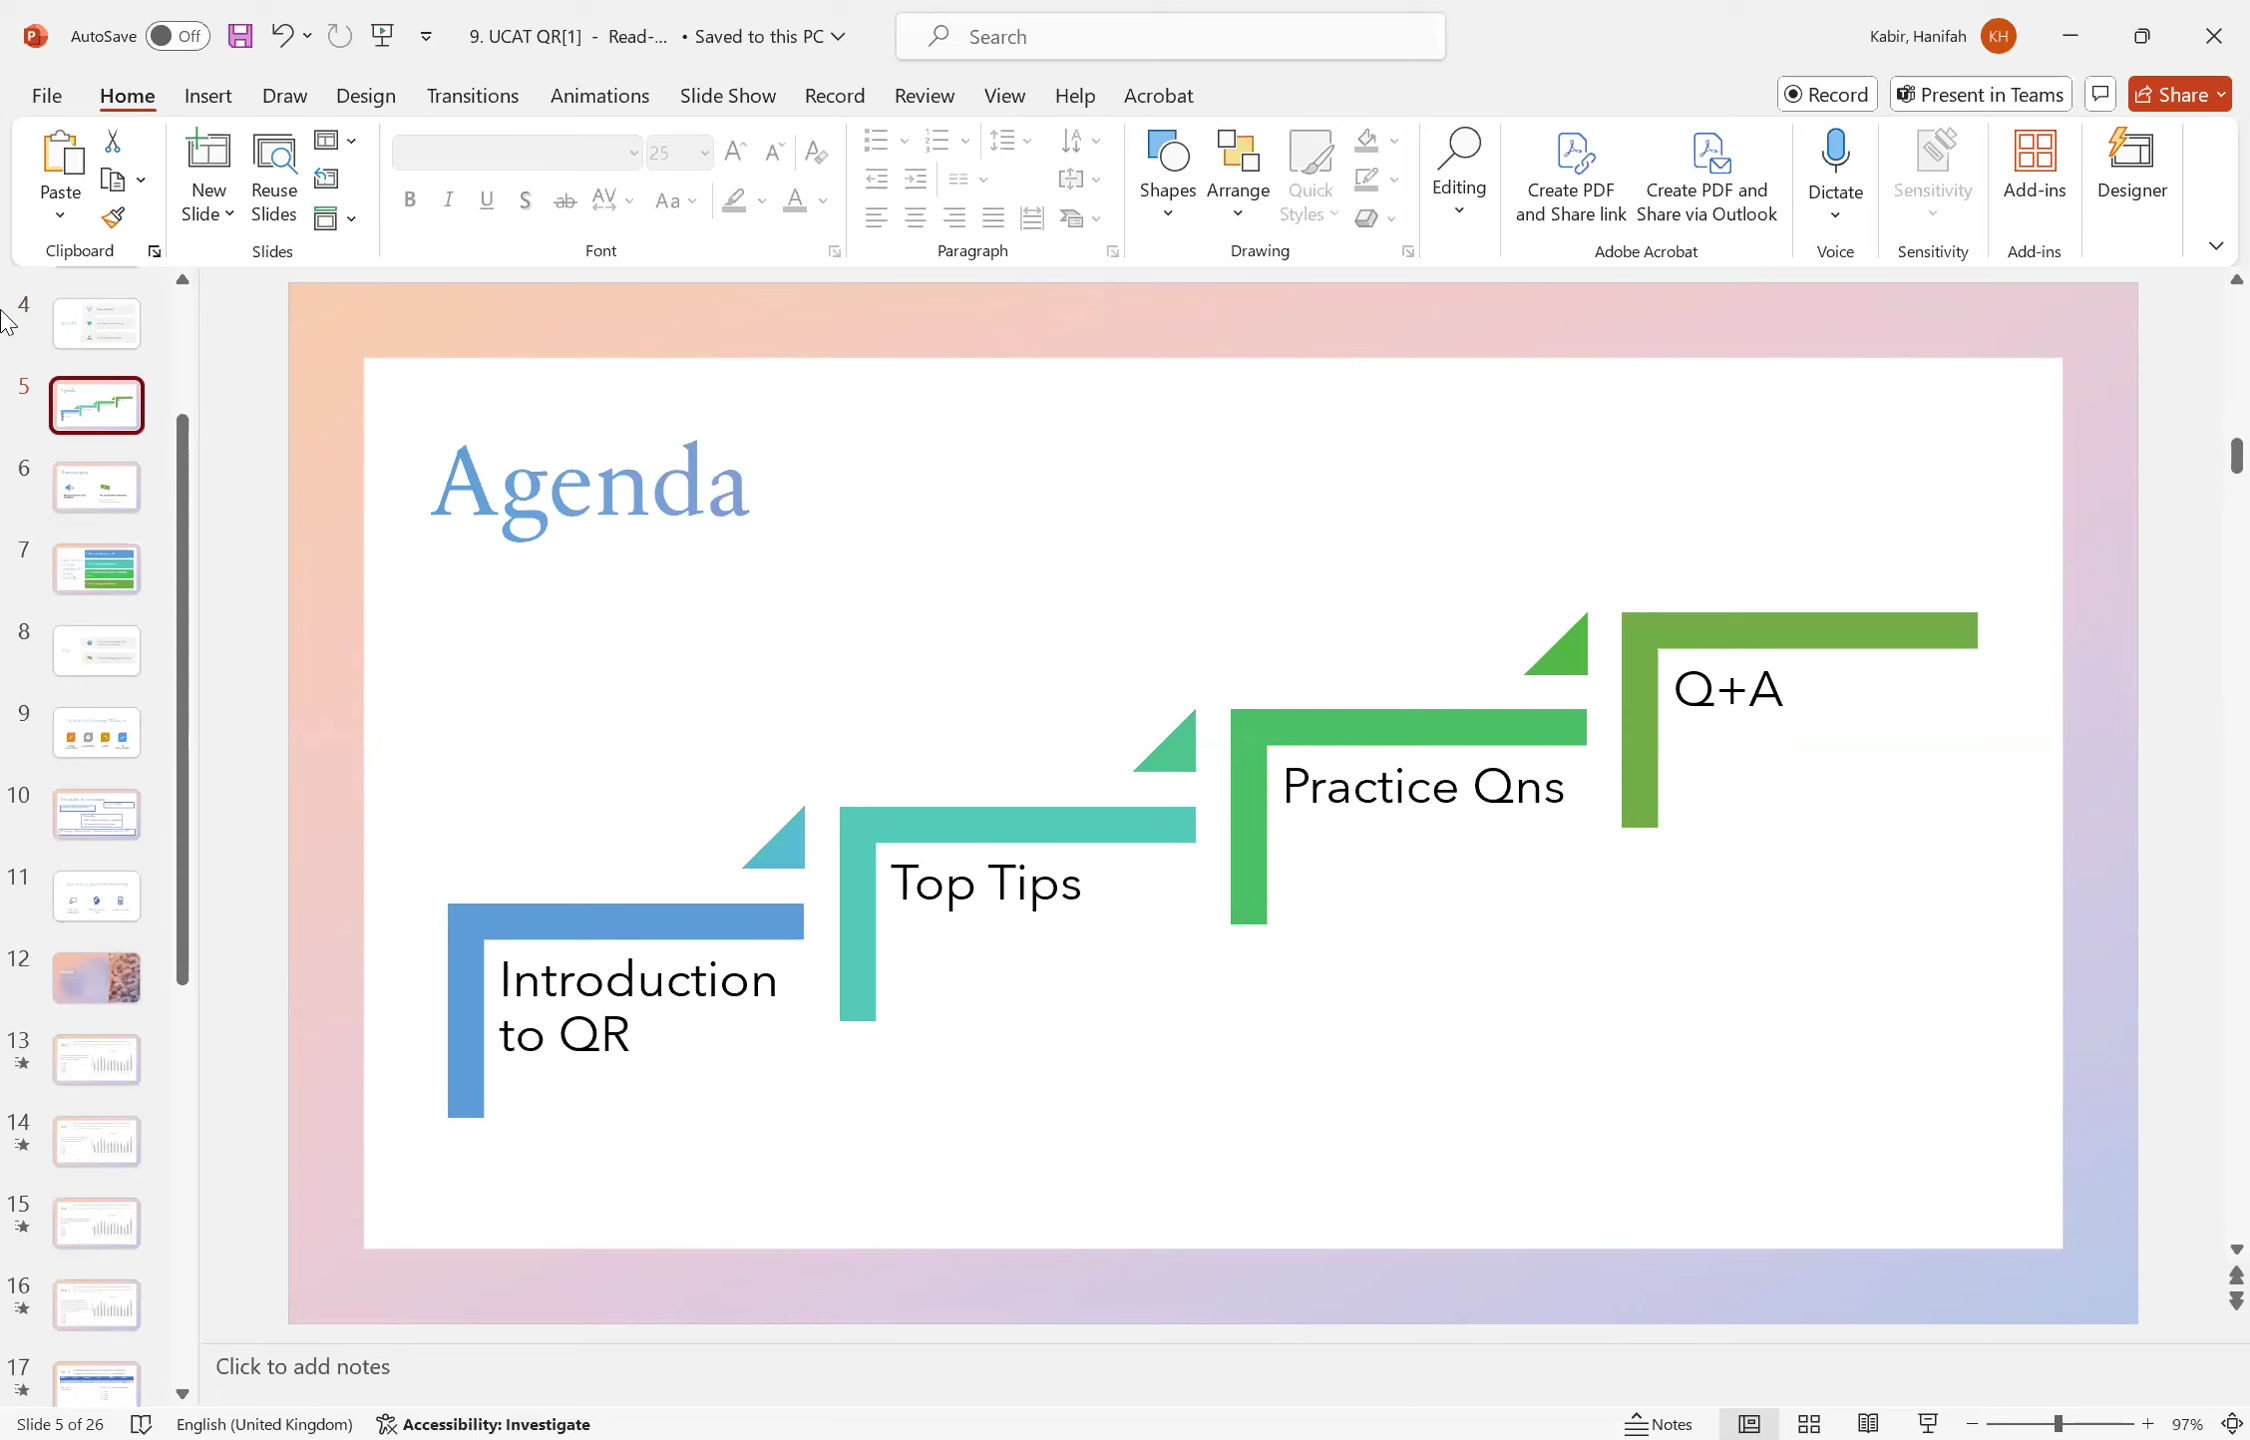 AutoSave Off 9. UCAT QR[1] - Read-... • Saved to this PC Search Kabir, Hanifah KH
File Home Insert Draw Design Transitions Animations Slide Show Record Review View Help Acrobat Record Present in Teams Share
Paste
New
Slide
Reuse
Slides
25
B I U S ab AV Aa A
Shapes
Arrange
Quick
Styles
Editing
Create PDF
and Share link
Create PDF and
Share via Outlook
Dictate
Sensitivity
Add-ins
Designer
Clipboard Slides Font Paragraph Drawing Adobe Acrobat Voice Sensitivity Add-ins
4
5
6
7
8
9
10
11
12
13
14
15
16
17
Agenda
Introduction
to QR
Top Tips
Practice Qns
Q+A
Click to add notes
Slide 5 of 26 English (United Kingdom) Accessibility: Investigate Notes 97%